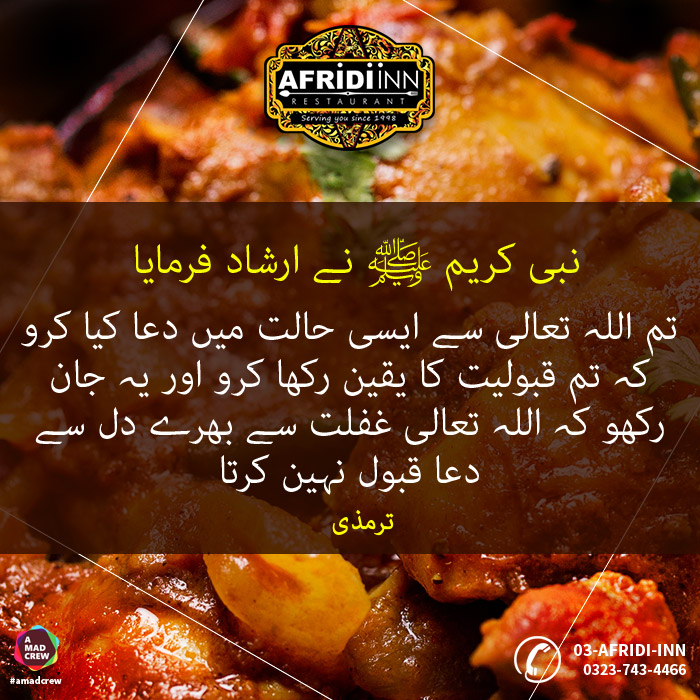 AFRIDI INN
RESTAURANT
Serving you since 1998
نبی کریم ﷺ نے ارشاد فرمایا
تم اللہ تعالی سے ایسی حالت میں دعا کیا کرو
کہ تم قبولیت کا یقین رکھا کرو اور یہ جان
رکھو کہ اللہ تعالی غفلت سے بھرے دل سے
دعا قبول نہین کرتا
ترمذی
A
MAD
CREW
#amadcrew
03-AFRIDI-INN
0323-743-4466